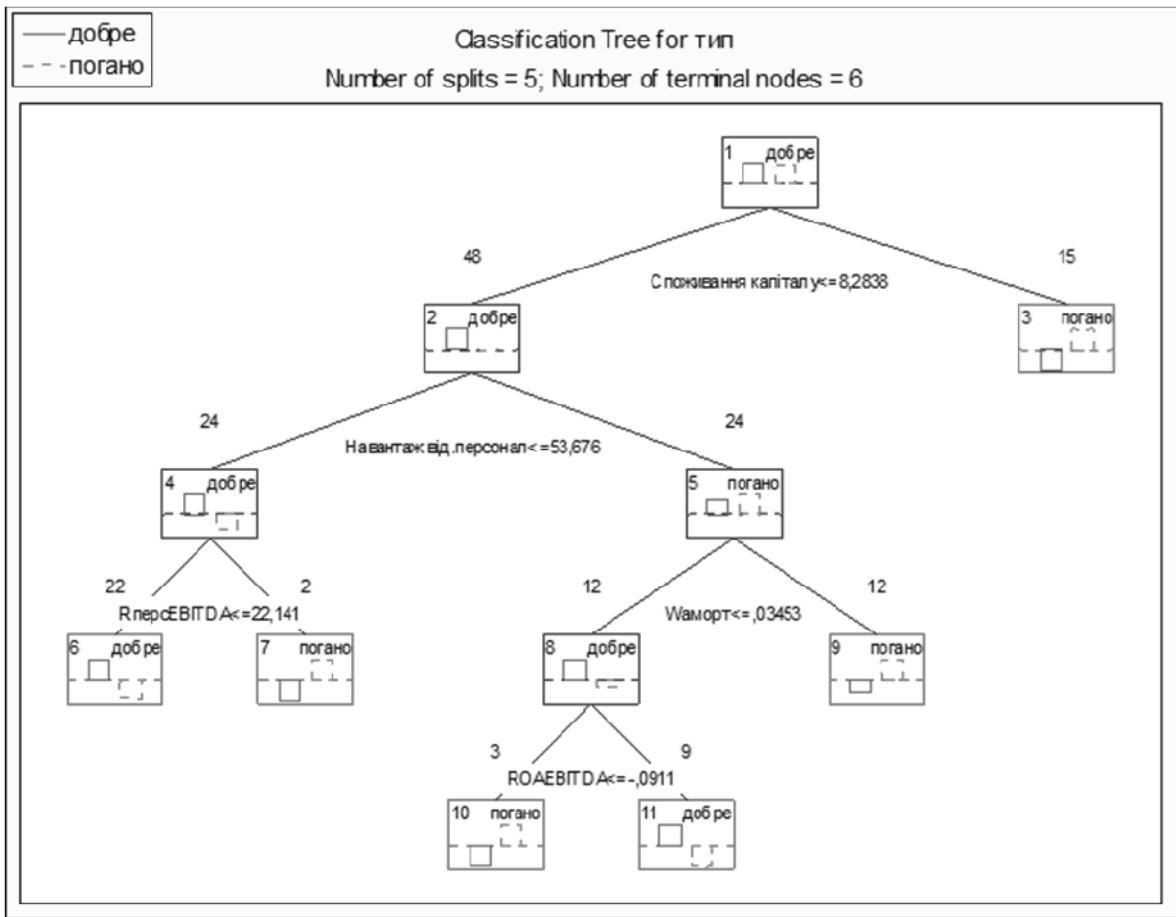 добре
погано
Classification Tree for тип
Number of splits = 5; Number of terminal nodes = 6
1 добре
48 15
Споживання капіталу<=8,2838
2 добре
3 погано
24 24
Навантаж від.персонал<=53,676
4 добре
5 погано
22 2 12 12
RперсEBITDA<=22,141
Wаморт<=,03453
6 добре
7 погано
8 добре
9 погано
3 9
ROAEBITDA<=-,0911
10 погано
11 добре